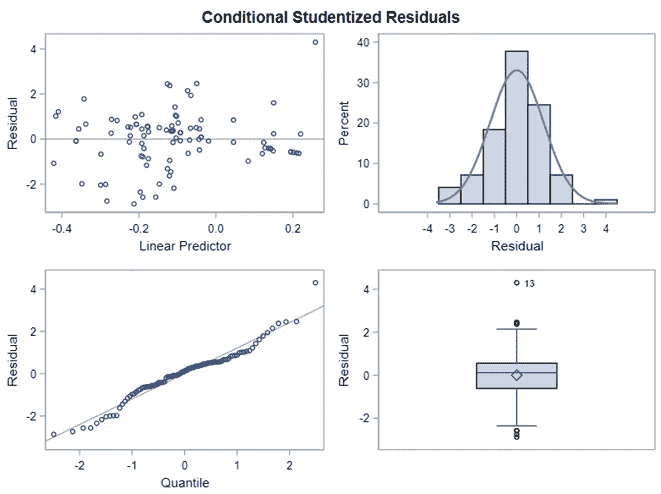 Conditional Studentized Residuals
Residual
4
2
0
-2
-0.4 -0.2 0.0 0.2
Linear Predictor
Percent
40
30
20
10
0
-4 -3 -2 -1 0 1 2 3 4
Residual
Residual
4
2
0
-2
-2 -1 0 1 2
Quantile
Residual
4
2
0
-2
13